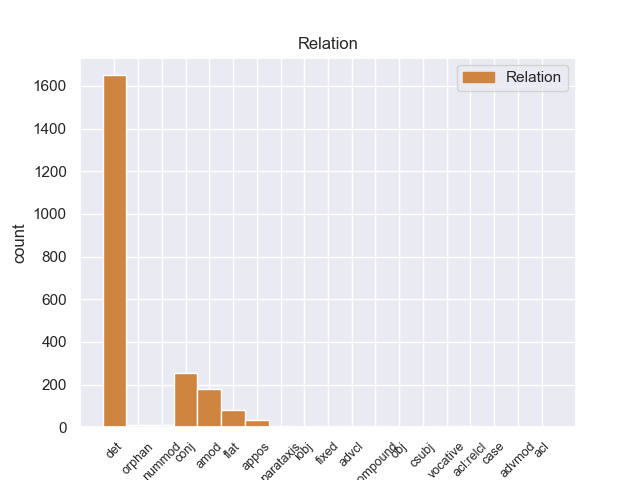 Relation
Relation
count
1600
1400
1200
1000
800
600
400
200
0
det
orphan
nummod
conj
amod
flat
appos
parataxis
iobj
fixed
advcl
ompound
obj
csubj
vocative
acl:relcl
case
advmod
acl